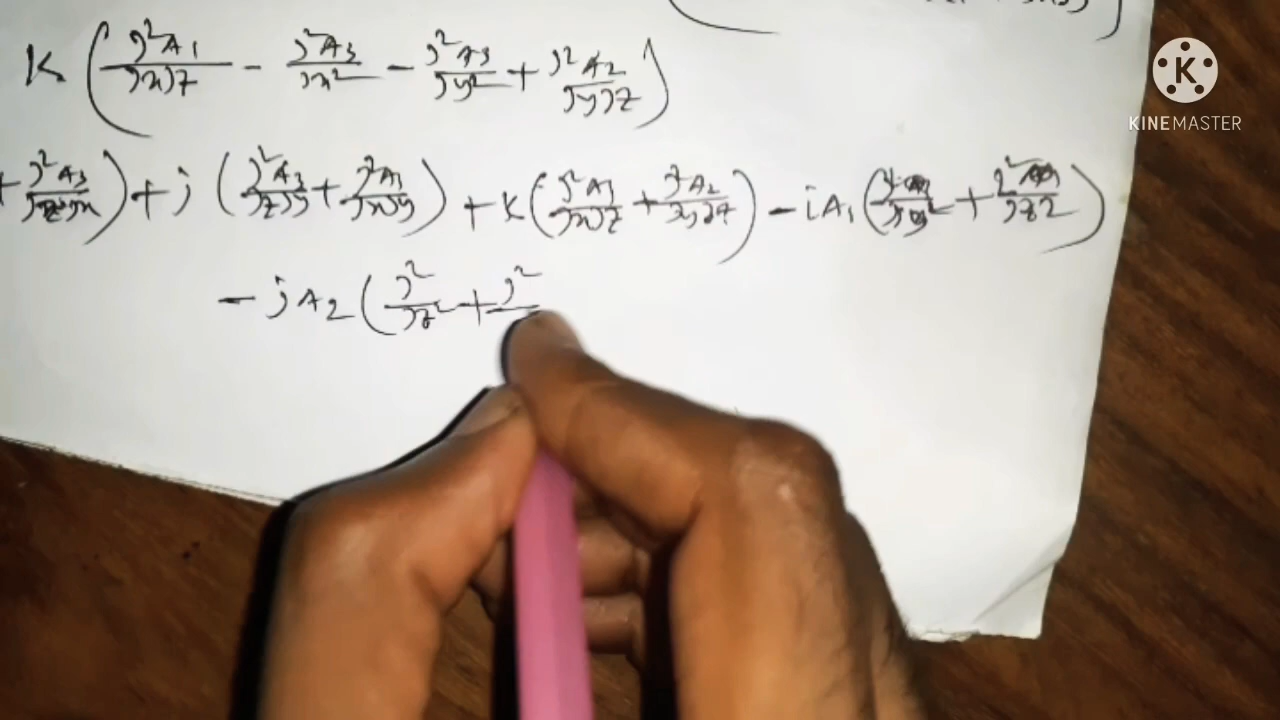 K (∂²A₁/∂x∂z - ∂²A₃/∂x² - ∂²A₃/∂y² + ∂²A₂/∂y∂z)
K
KINEMASTER
+ ∂²A₃/∂z∂x) + j (∂²A₃/∂z∂y + ∂²A₁/∂x∂y) + K (∂²A₁/∂x∂z + ∂²A₂/∂y∂z) - iA₁ (∂²/∂y² + ∂²/∂z²)
- jA₂ (∂²/∂z² + ∂²